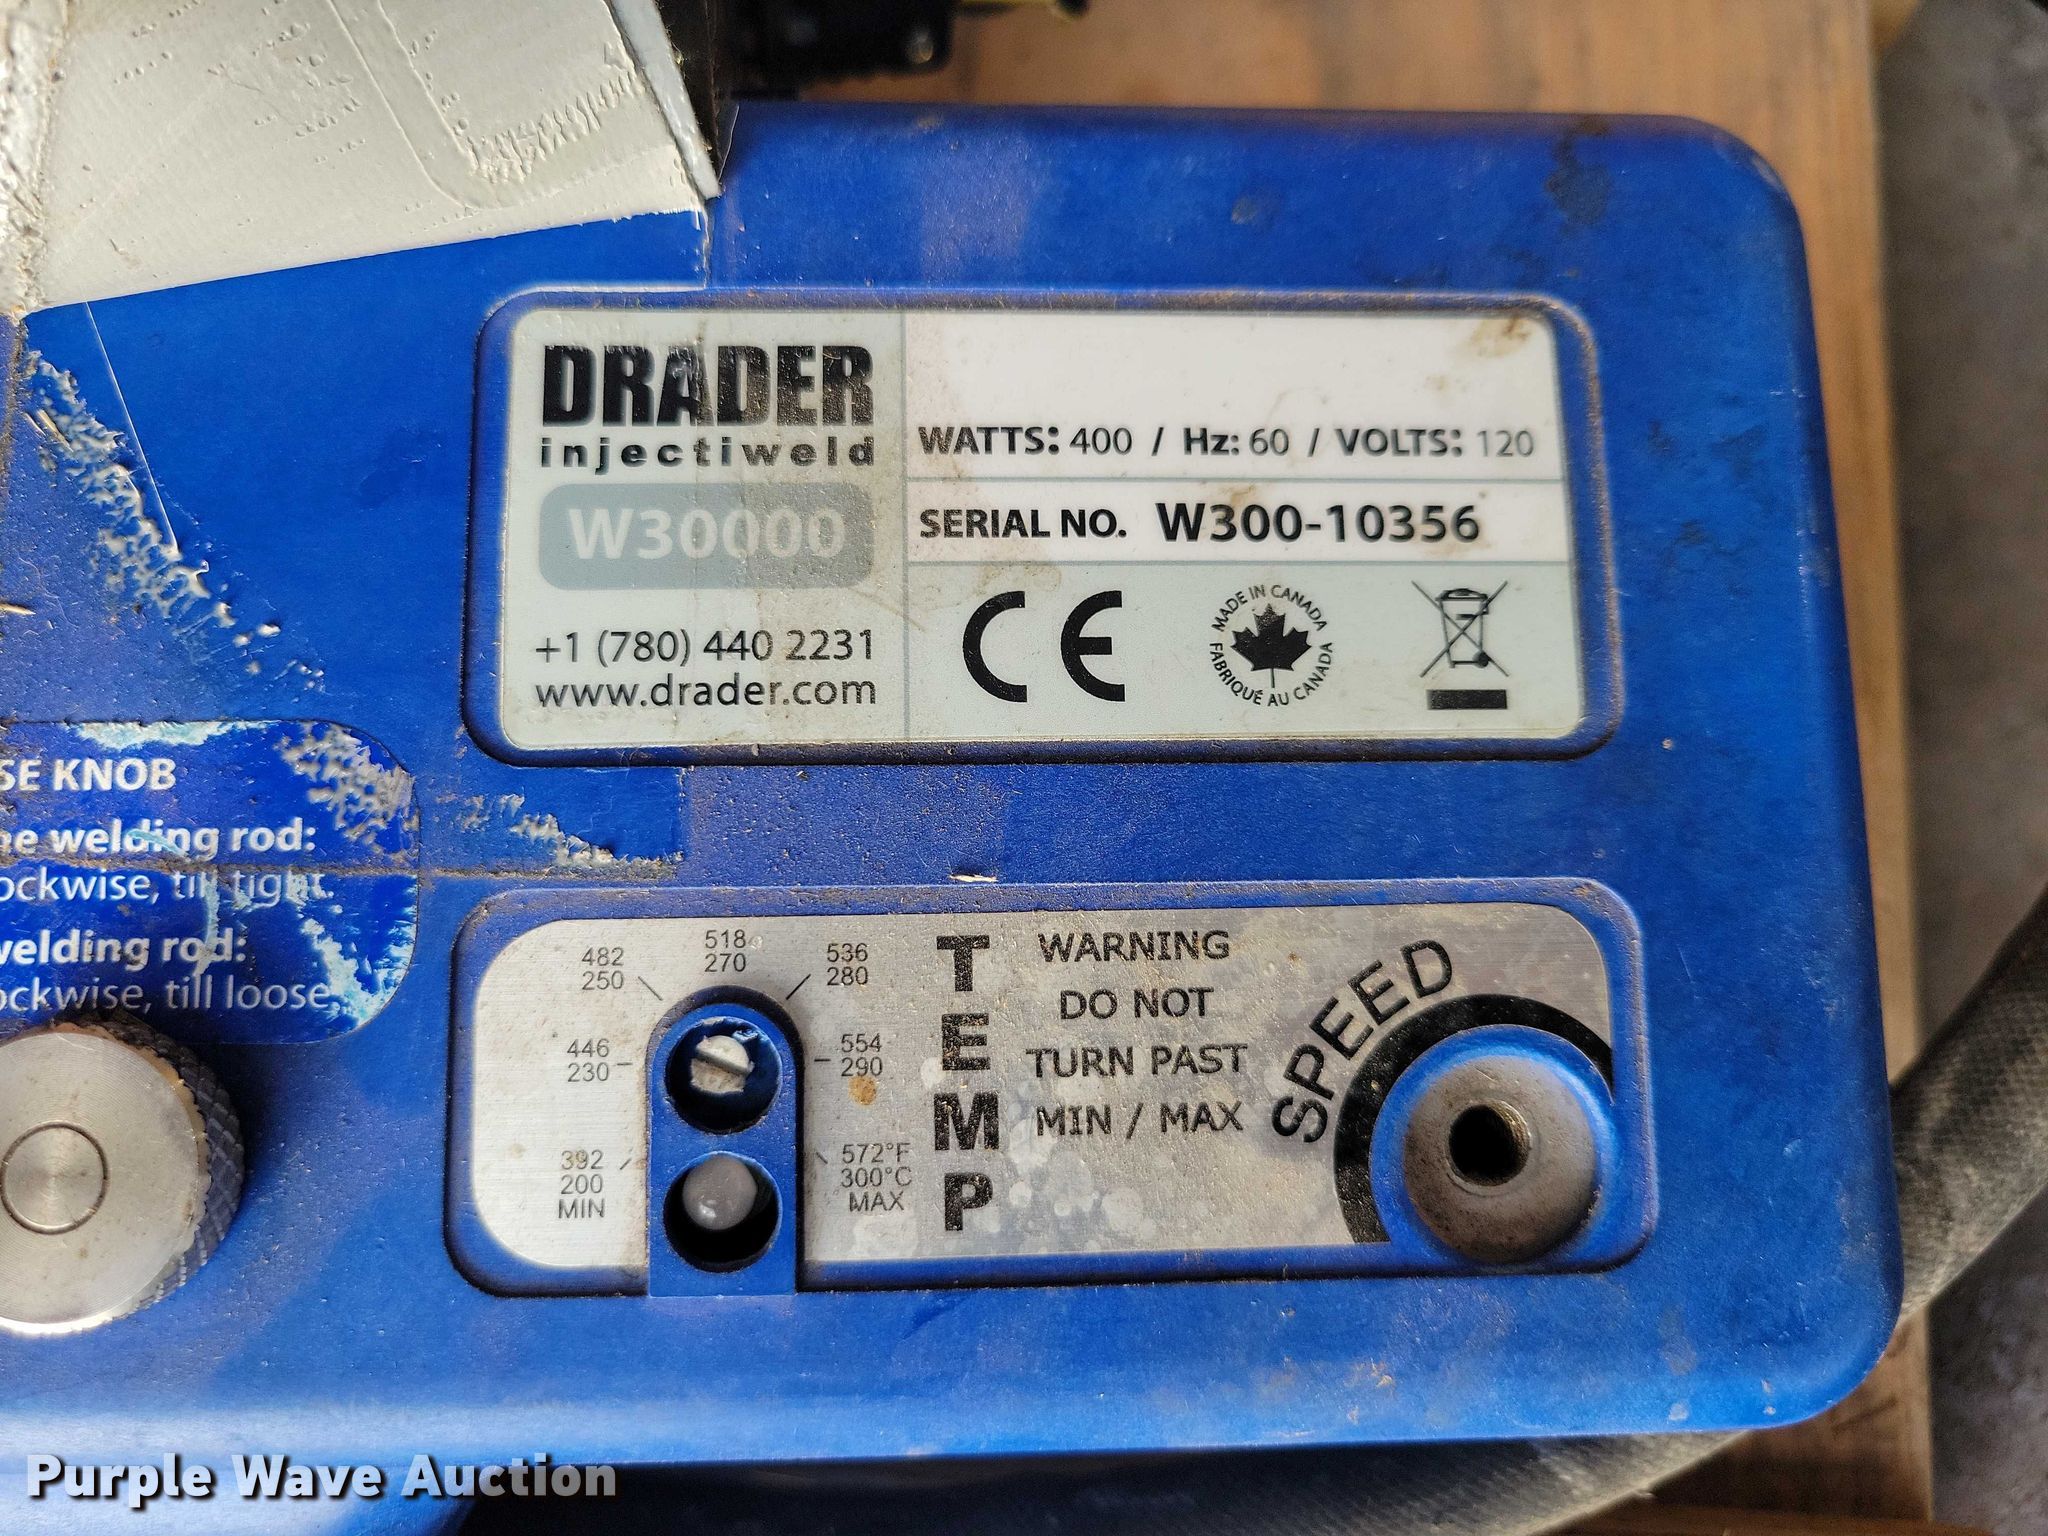 DRADER
injectiweld
W30000
+1 (780) 440 2231
www.drader.com
WATTS: 400 / Hz: 60 / VOLTS: 120
SERIAL NO. W300-10356
CE
MADE IN CANADA
FABRIQUÉ AU CANADA
SE KNOB
he welding rod:
ockwise, till tight.
welding rod:
ockwise, till loose.
482
250
518
270
536
280
446
230
554
290
392
200
MIN
572°F
300°C
MAX
TEMP
WARNING
DO NOT
TURN PAST
MIN / MAX
SPEED
Purple Wave Auction